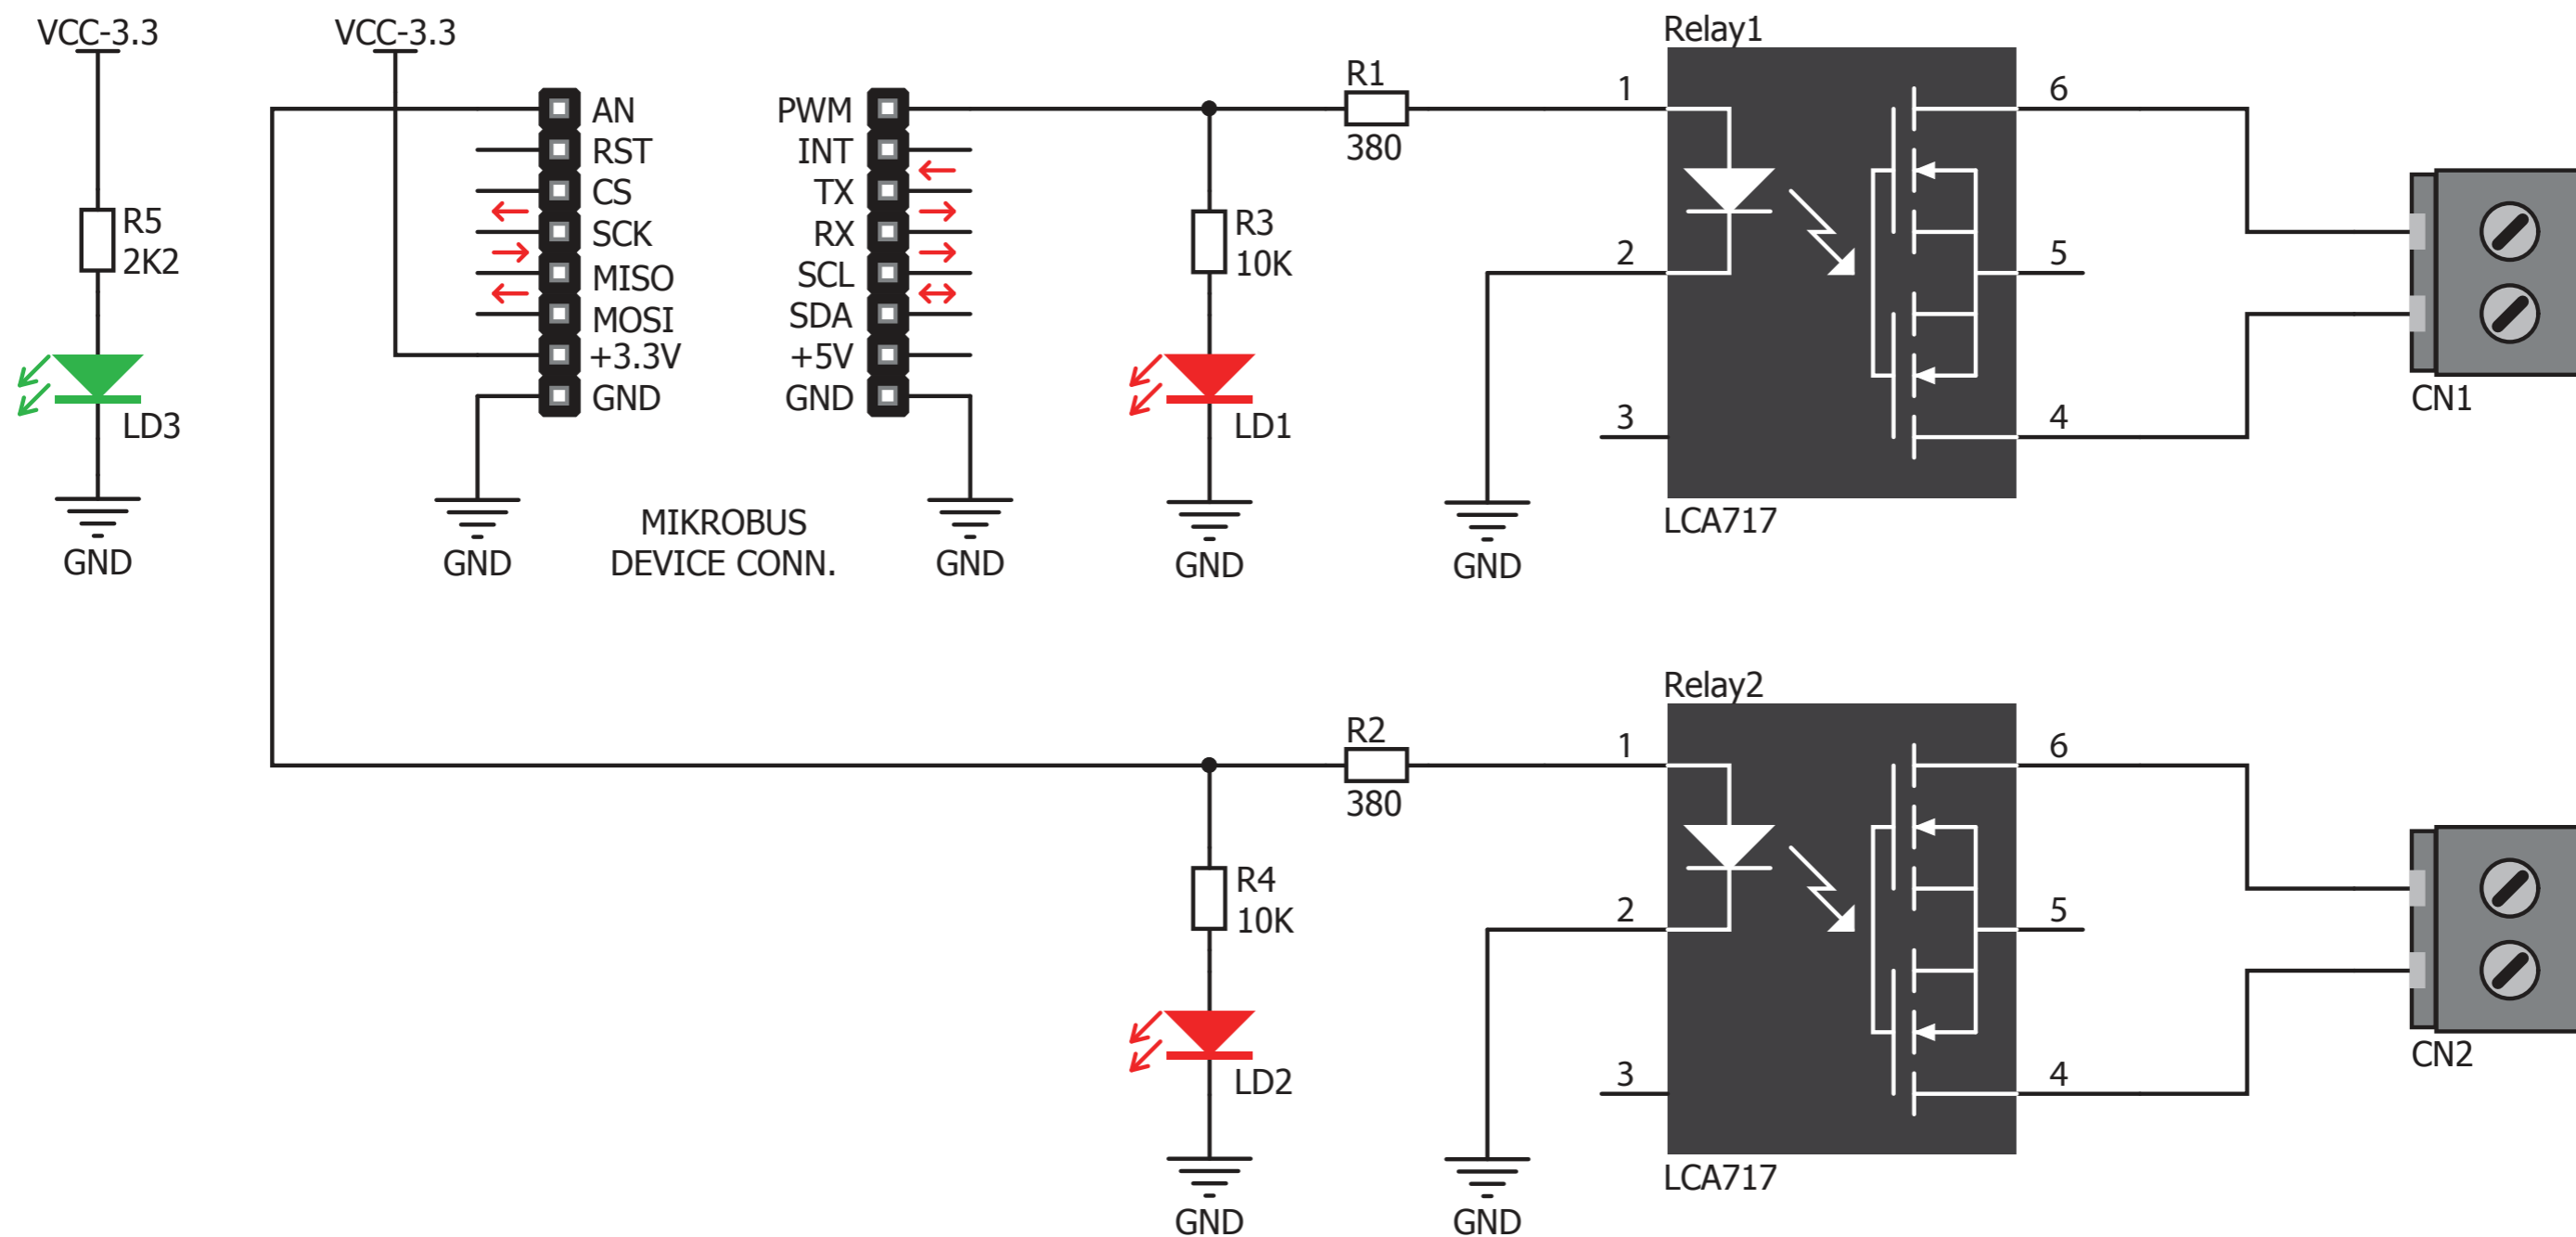 VCC-3.3
VCC-3.3
R5
2K2
LD3
GND
AN
RST
CS
SCK
MISO
MOSI
+3.3V
GND
PWM
INT
TX
RX
SCL
SDA
+5V
GND
GND
GND
MIKROBUS
DEVICE CONN.
R3
10K
LD1
GND
R1
380
GND
Relay1
1
2
3
6
5
4
LCA717
CN1
R4
10K
LD2
GND
R2
380
GND
Relay2
1
2
3
6
5
4
LCA717
CN2